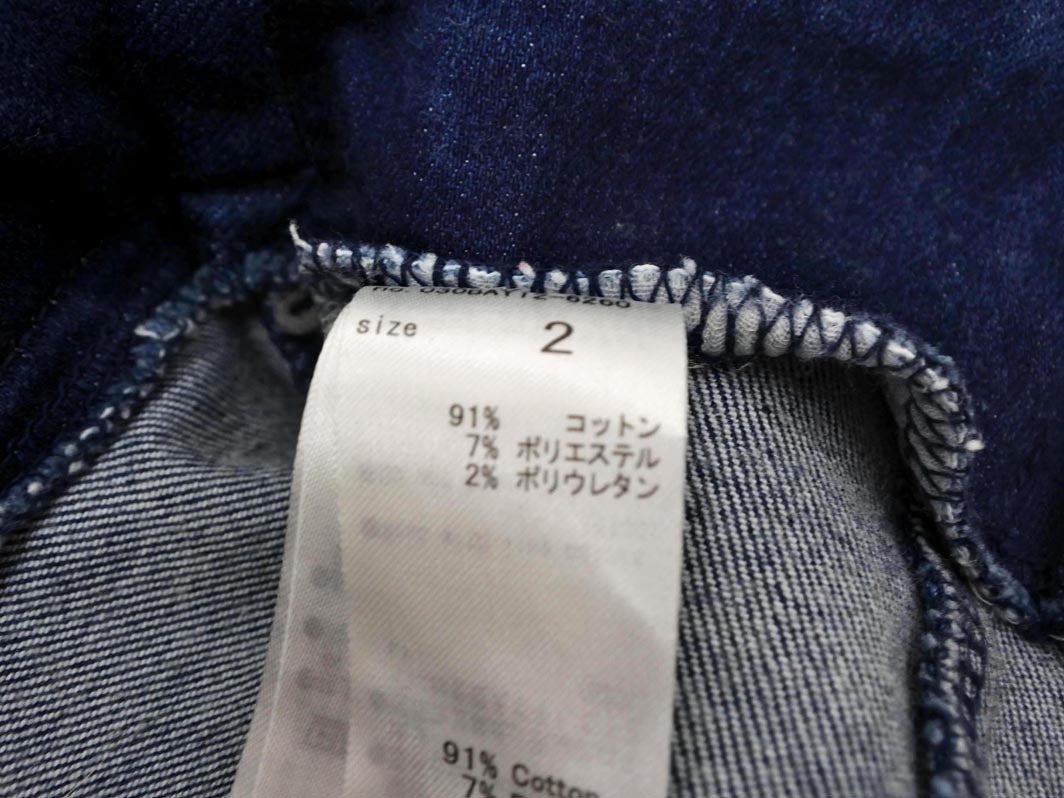 size 2
91% コットン
7% ポリエステル
2% ポリウレタン
91% Cotton
7%